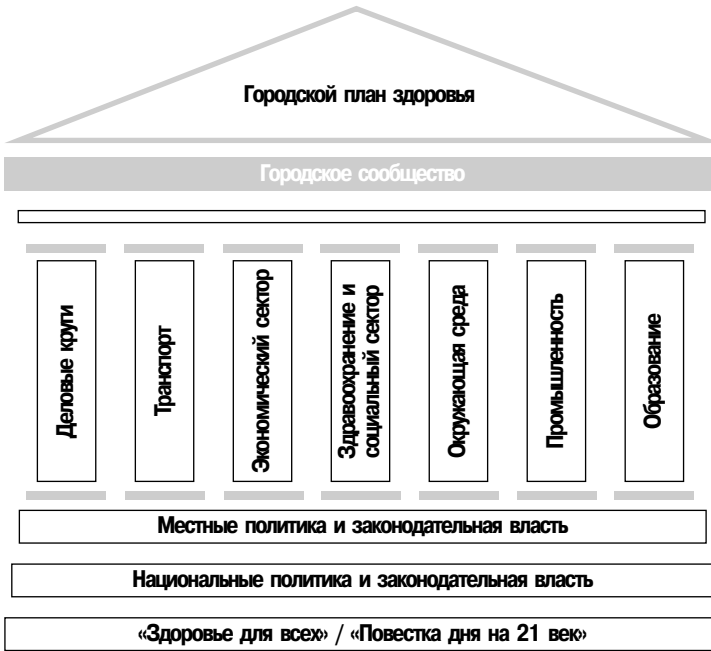 Городской план здоровья
Городское сообщество
Деловые круги
Транспорт
Экономический сектор
Здравоохранение и
социальный сектор
Окружающая среда
Промышленность
Образование
Местные политика и законодательная власть
Национальные политика и законодательная власть
«Здоровье для всех» / «Повестка дня на 21 век»